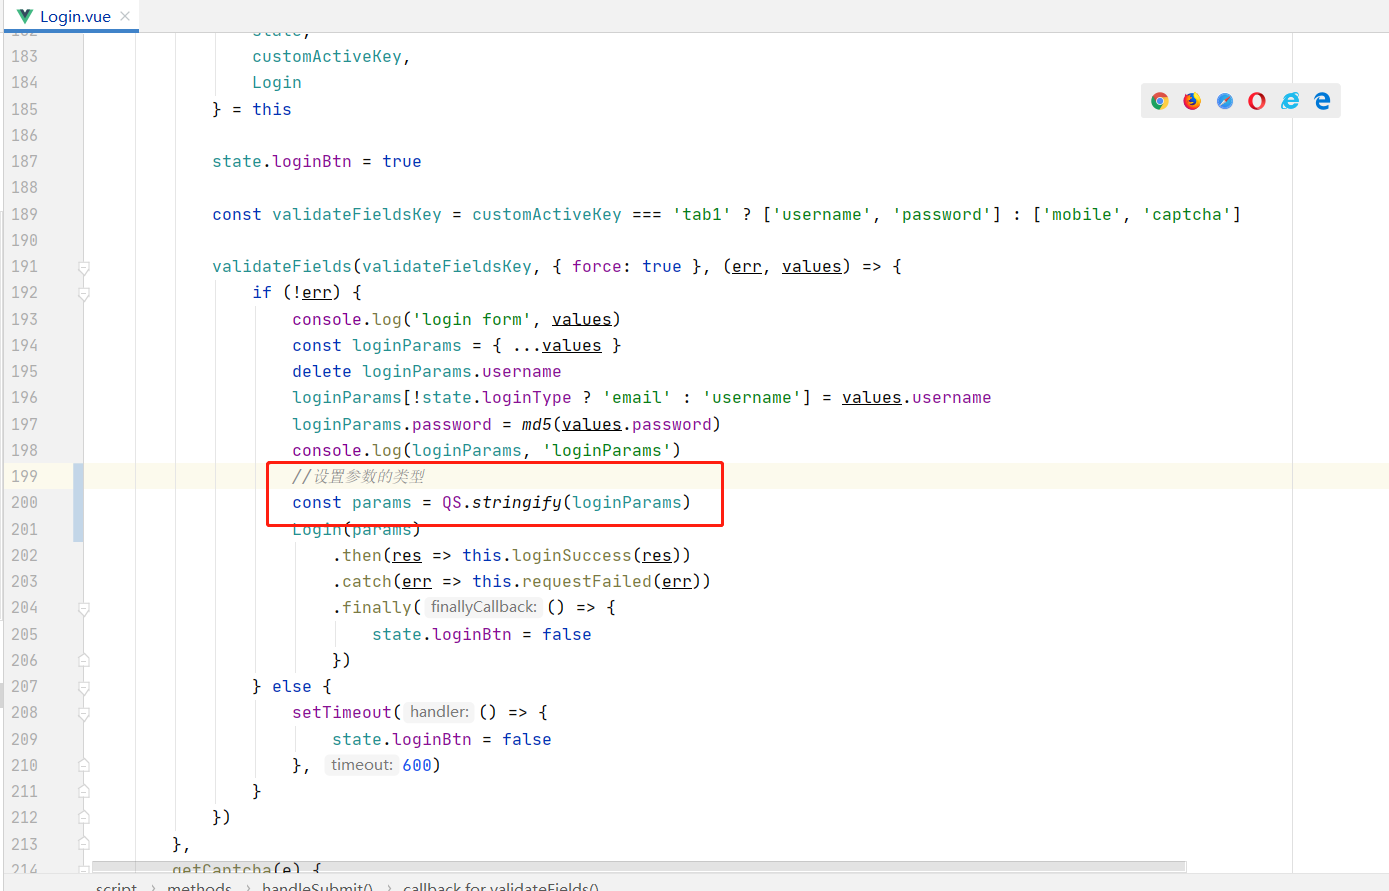 Login.vue
182 state,
183 customActiveKey,
184 Login
185 } = this
186
187 state.loginBtn = true
188
189 const validateFieldsKey = customActiveKey === 'tab1' ? ['username', 'password'] : ['mobile', 'captcha']
190
191 validateFields(validateFieldsKey, { force: true }, (err, values) => {
192 if (!err) {
193 console.log('login form', values)
194 const loginParams = { ...values }
195 delete loginParams.username
196 loginParams[!state.loginType ? 'email' : 'username'] = values.username
197 loginParams.password = md5(values.password)
198 console.log(loginParams, 'loginParams')
199 //设置参数的类型
200 const params = QS.stringify(loginParams)
201 Login(params)
202 .then(res => this.loginSuccess(res))
203 .catch(err => this.requestFailed(err))
204 .finally( finallyCallback: () => {
205 state.loginBtn = false
206 })
207 } else {
208 setTimeout( handler: () => {
209 state.loginBtn = false
210 }, timeout: 600)
211 }
212 })
213 },
214 getCaptcha(e) {
script › methods › handleSubmit() › callback for validateFields()